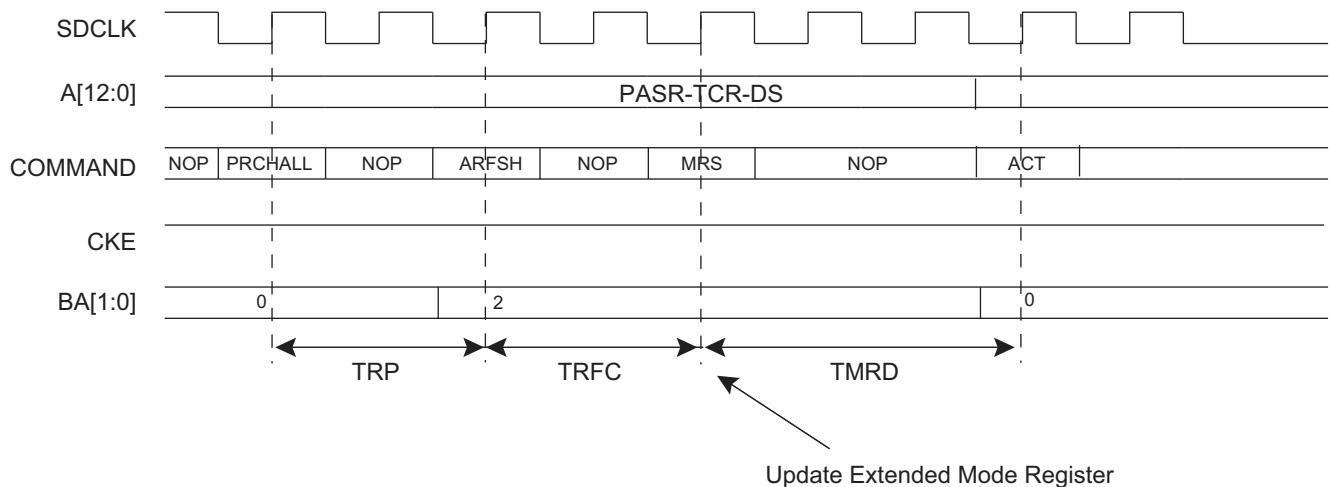 SDCLK
A[12:0]
PASR-TCR-DS
COMMAND
NOP PRCHALL NOP ARFSH NOP MRS NOP ACT
CKE
BA[1:0]
0 2 0
TRP TRFC TMRD
Update Extended Mode Register